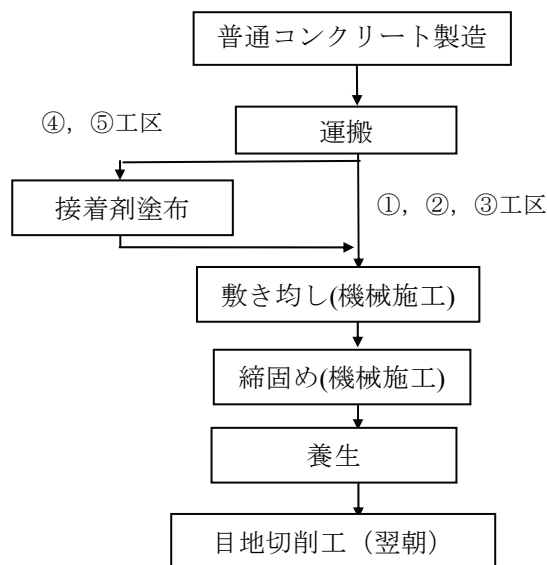 普通コンクリート製造
運搬
④，⑤工区
接着剤塗布
①，②，③工区
敷き均し(機械施工)
締固め(機械施工)
養生
目地切削工（翌朝）